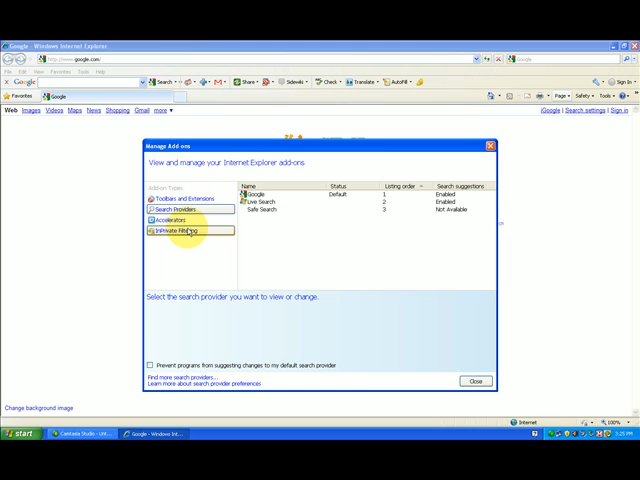 Google - Windows Internet Explorer
http://www.google.com/
Google
File Edit View Favorites Tools Help
Google
Search
Share
Sidewiki
Check
Translate
AutoFill
Sign In
Favorites
Google
Page
Safety
Tools
Web Images Videos Maps News Shopping Gmail more
iGoogle | Search settings | Sign in
Manage Add-ons
View and manage your Internet Explorer add-ons
Add-on Types
Toolbars and Extensions
Search Providers
Accelerators
InPrivate Filtering
Name Status Listing order Search suggestions
Google Default 1 Enabled
Live Search 2 Enabled
Safe Search 3 Not Available
Select the search provider you want to view or change.
Prevent programs from suggesting changes to my default search provider
Find more search providers...
Learn more about search provider preferences
Close
Change background image
Internet
100%
start
Camtasia Studio - Unt...
Google - Windows Int...
3:25 PM